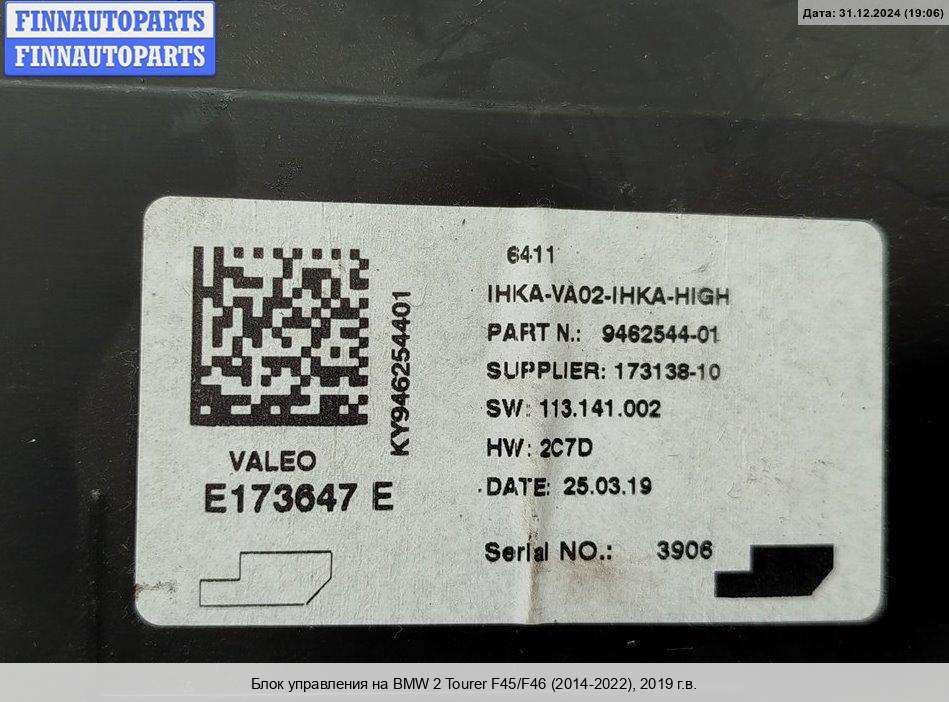 FINNAUTOPARTS
FINNAUTOPARTS
Дата: 31.12.2024 (19:06)
6411
IHKA-VA02-IHKA-HIGH
PART N.: 9462544-01
SUPPLIER: 173138-10
SW: 113.141.002
HW: 2C7D
DATE: 25.03.19
Serial NO.: 3906
KY946254401
VALEO
E173647 E
Блок управления на BMW 2 Tourer F45/F46 (2014-2022), 2019 г.в.